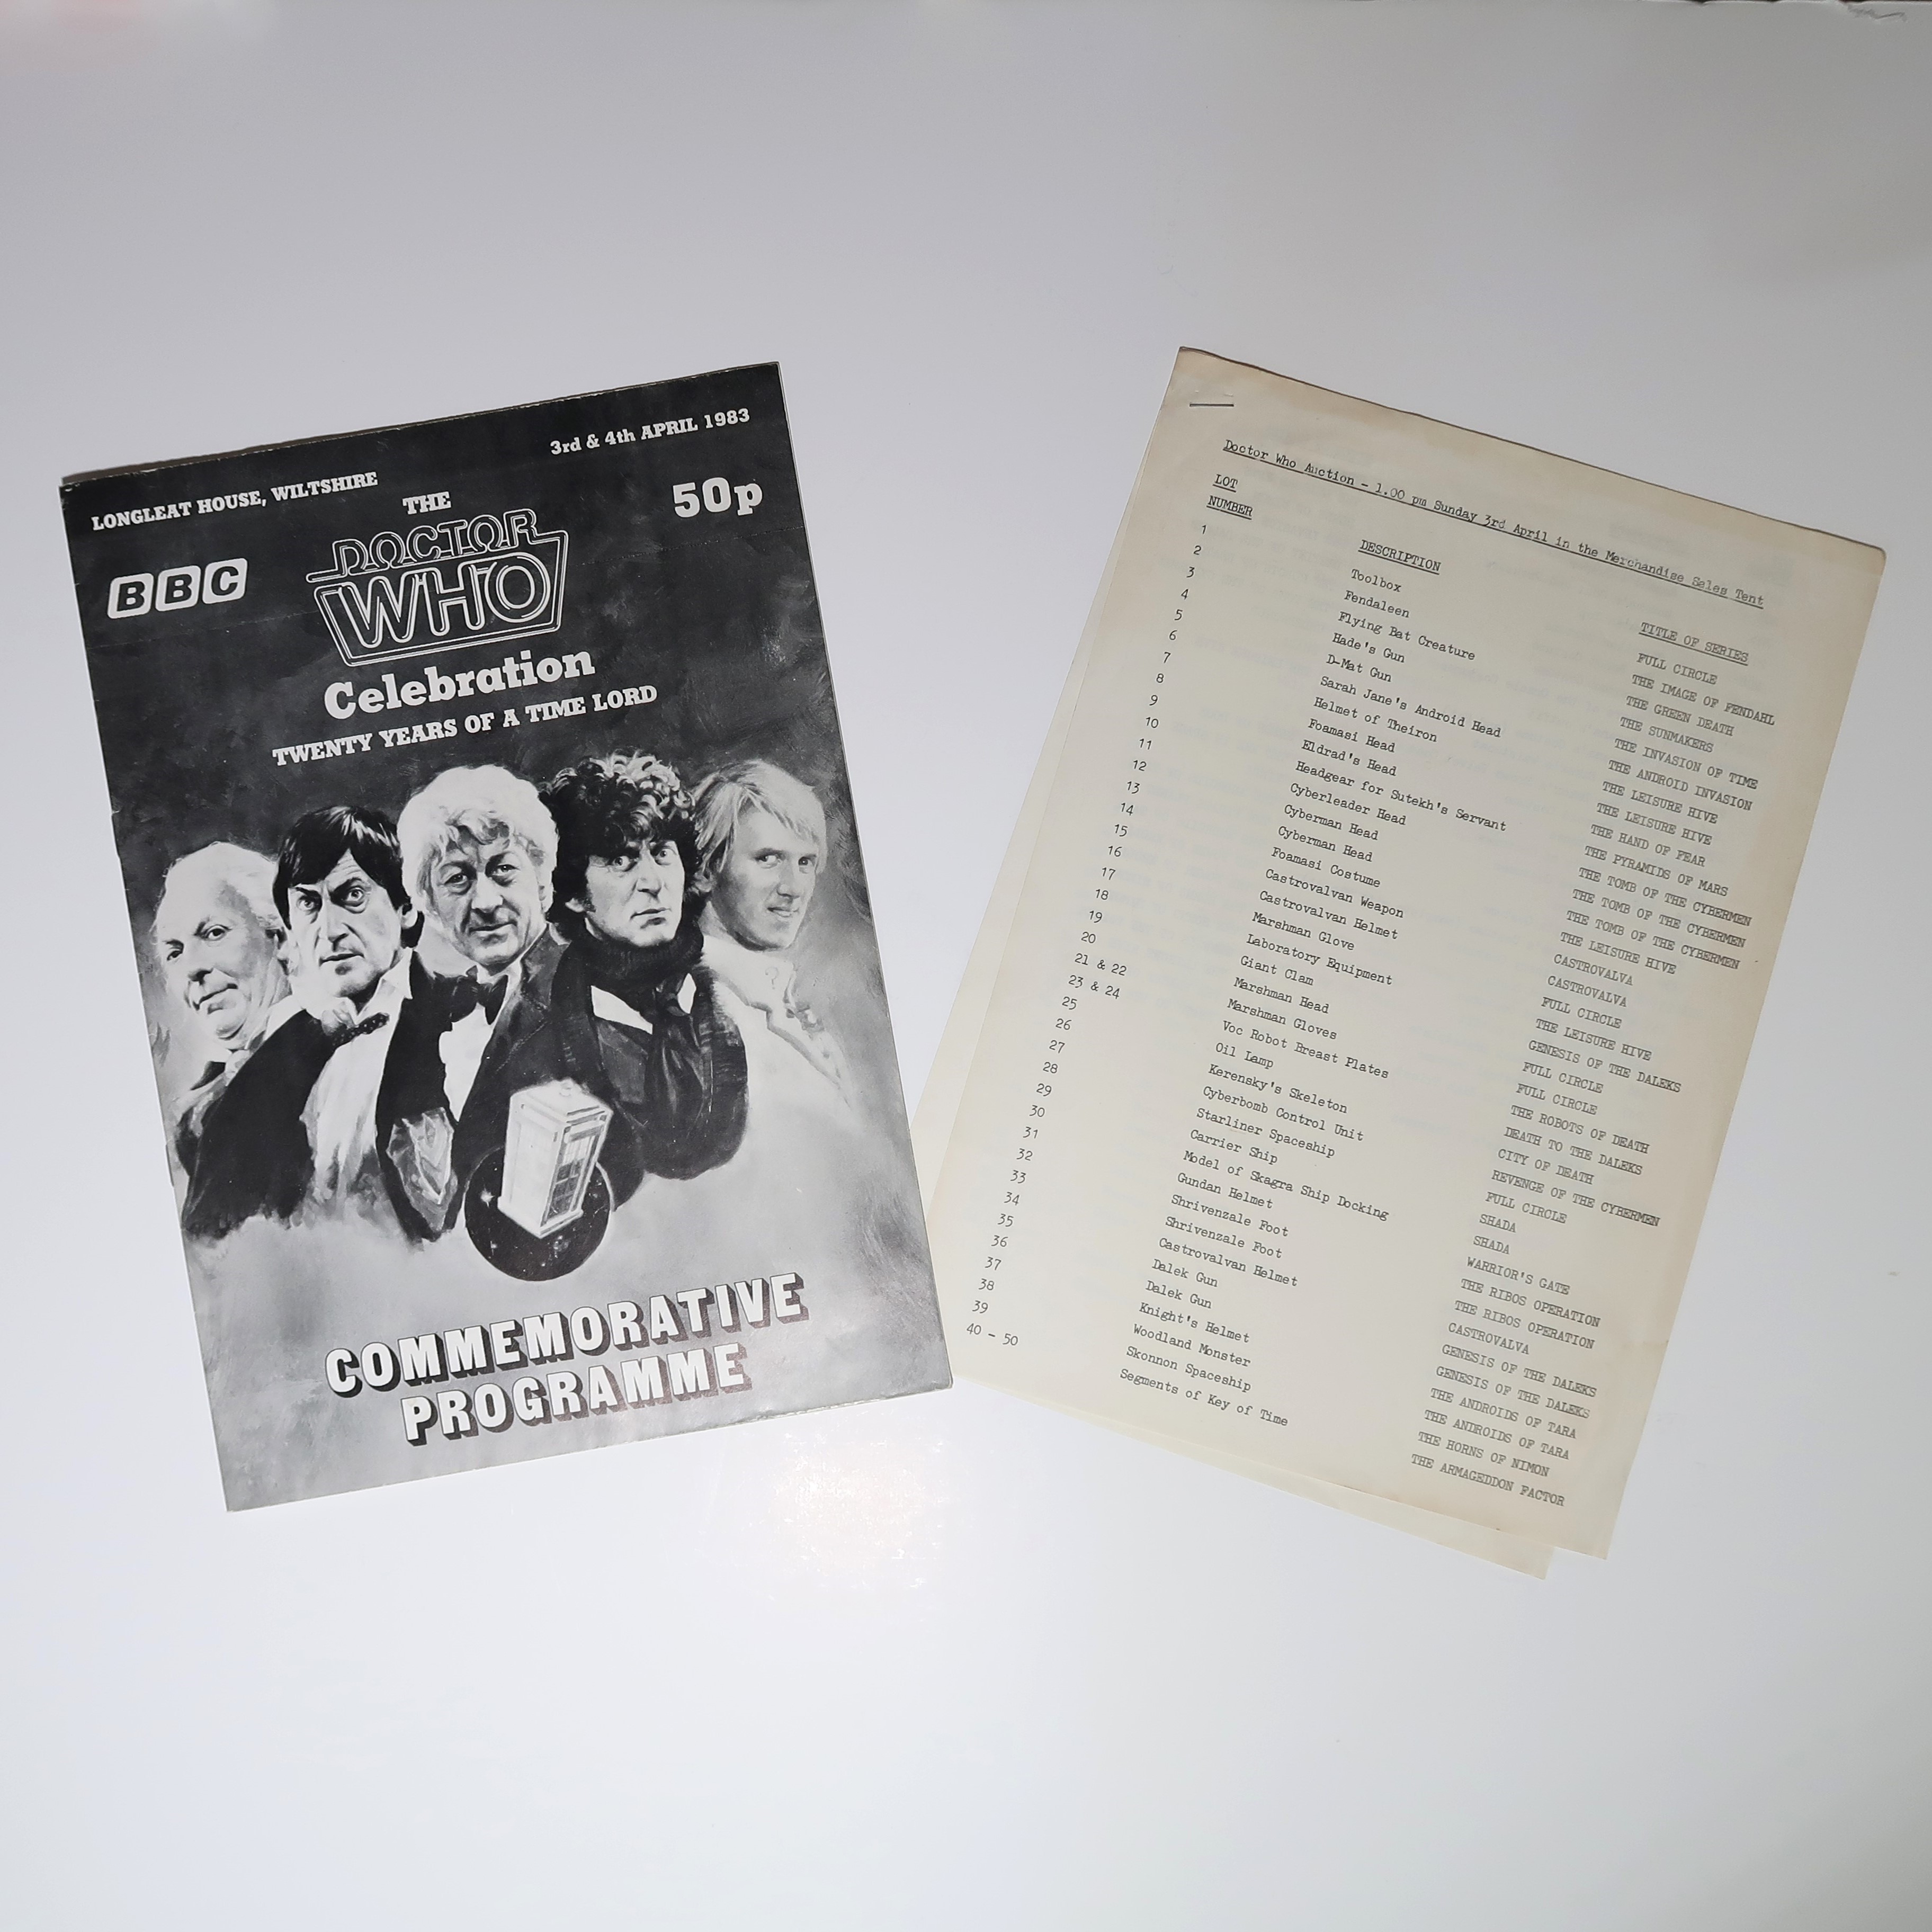 LONGLEAT HOUSE, WILTSHIRE
3rd & 4th APRIL 1983
50p
BBC
THE
DOCTOR
WHO
Celebration
TWENTY YEARS OF A TIME LORD
COMMEMORATIVE
PROGRAMME
Doctor Who Auction - 1.00 pm Sunday 3rd April in the Merchandise Sales Tent
LOT
NUMBER DESCRIPTION TITLE OF SERIES
1 Toolbox FULL CIRCLE
2 Fendaleen THE IMAGE OF FENDAHL
3 Flying Bat Creature THE GREEN DEATH
4 Hade's Gun THE SUNMAKERS
5 D-Mat Gun THE INVASION OF TIME
6 Sarah Jane's Android Head THE ANDROID INVASION
7 Helmet of Theiron THE LEISURE HIVE
8 Foamasi Head THE LEISURE HIVE
9 Eldrad's Head THE HAND OF FEAR
10 Headgear for Sutekh's Servant THE PYRAMIDS OF MARS
11 Cyberleader Head THE TOMB OF THE CYBERMEN
12 Cyberman Head THE TOMB OF THE CYBERMEN
13 Cyberman Head THE TOMB OF THE CYBERMEN
14 Foamasi Costume THE LEISURE HIVE
15 Castrovalvan Weapon CASTROVALVA
16 Castrovalvan Helmet CASTROVALVA
17 Marshman Glove FULL CIRCLE
18 Laboratory Equipment THE LEISURE HIVE
19 Giant Clam GENESIS OF THE DALEKS
20 Marshman Head FULL CIRCLE
21 & 22 Marshman Gloves FULL CIRCLE
23 & 24 Voc Robot Breast Plates THE ROBOTS OF DEATH
25 Oil Lamp DEATH TO THE DALEKS
26 Kerensky's Skeleton CITY OF DEATH
27 Cyberbomb Control Unit REVENGE OF THE CYBERMEN
28 Starliner Spaceship FULL CIRCLE
29 Carrier Ship SHADA
30 Model of Skagra Ship Docking SHADA
31 Gundan Helmet WARRIOR'S GATE
32 Shrivenzale Foot THE RIBOS OPERATION
33 Shrivenzale Foot THE RIBOS OPERATION
34 Castrovalvan Helmet CASTROVALVA
35 Dalek Gun GENESIS OF THE DALEKS
36 Dalek Gun GENESIS OF THE DALEKS
37 Knight's Helmet THE ANDROIDS OF TARA
38 Woodland Monster THE ANDROIDS OF TARA
39 Skonnon Spaceship THE HORNS OF NIMON
40 - 50 Segments of Key of Time THE ARMAGEDDON FACTOR